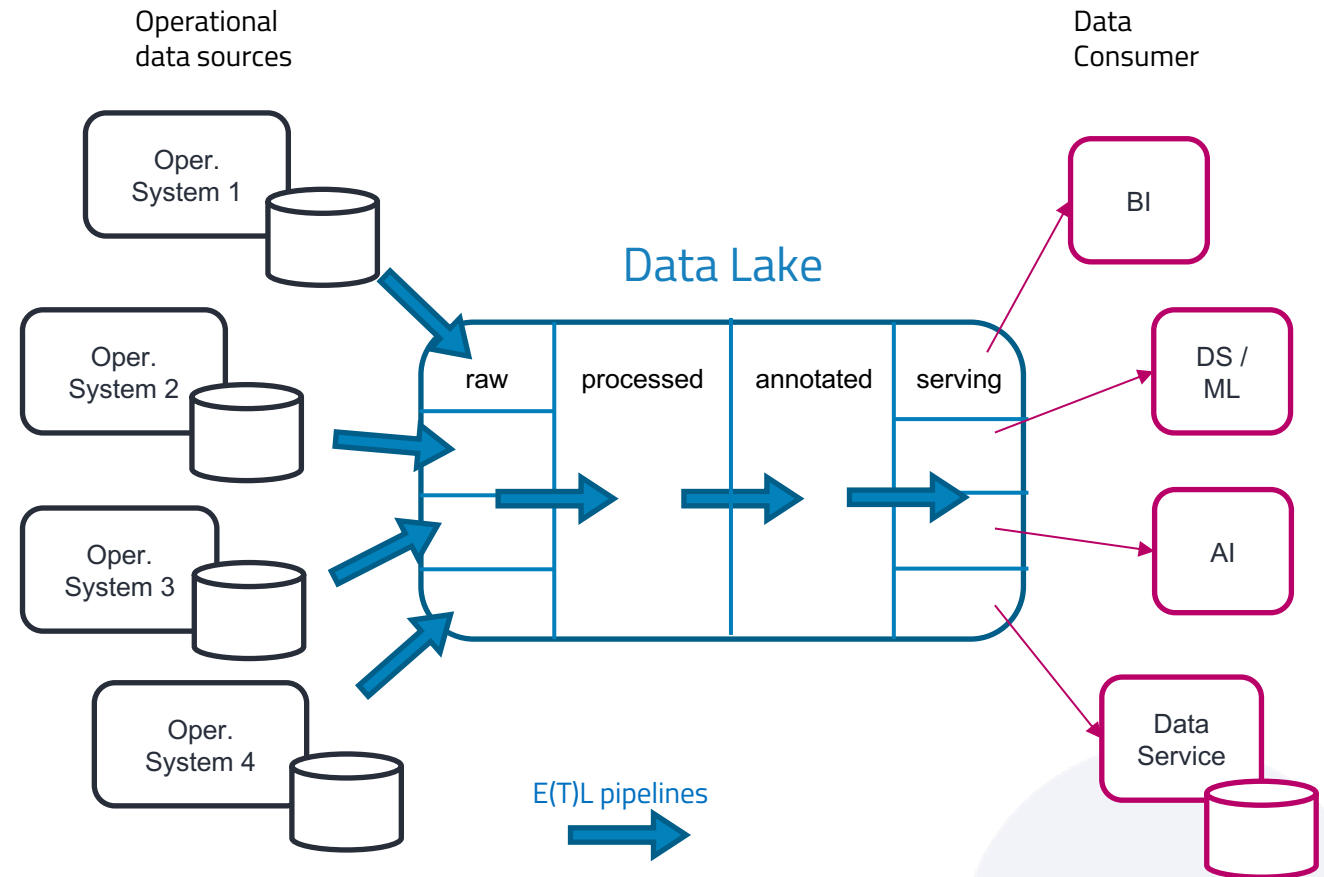 Operational
data sources
Data
Consumer
Oper.
System 1
BI
Data Lake
Oper.
System 2
raw
processed
annotated
serving
DS /
ML
Oper.
System 3
AI
Oper.
System 4
Data
Service
E(T)L pipelines